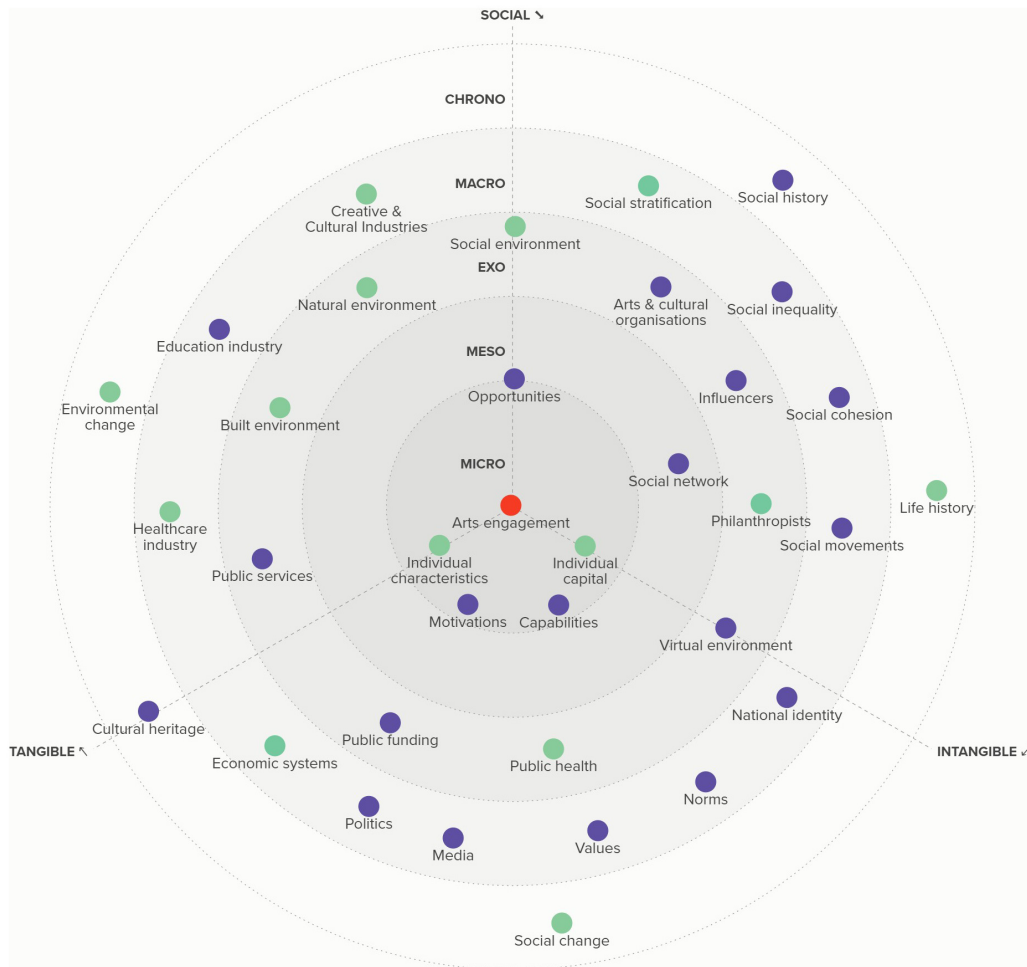 SOCIAL ↘
CHRONO
MACRO
Social stratification
Social history
Creative &
Cultural Industries
Social environment
EXO
Natural environment
Arts & cultural
organisations
Social inequality
Education industry
MESO
Opportunities
Influencers
Social cohesion
Environmental
change
Built environment
MICRO
Social network
Arts engagement
Philanthropists
Life history
Healthcare
industry
Social movements
Public services
Individual
characteristics
Individual
capital
Motivations
Capabilities
Virtual environment
Cultural heritage
National identity
TANGIBLE ↖
INTANGIBLE ↙
Public funding
Economic systems
Public health
Norms
Politics
Media
Values
Social change